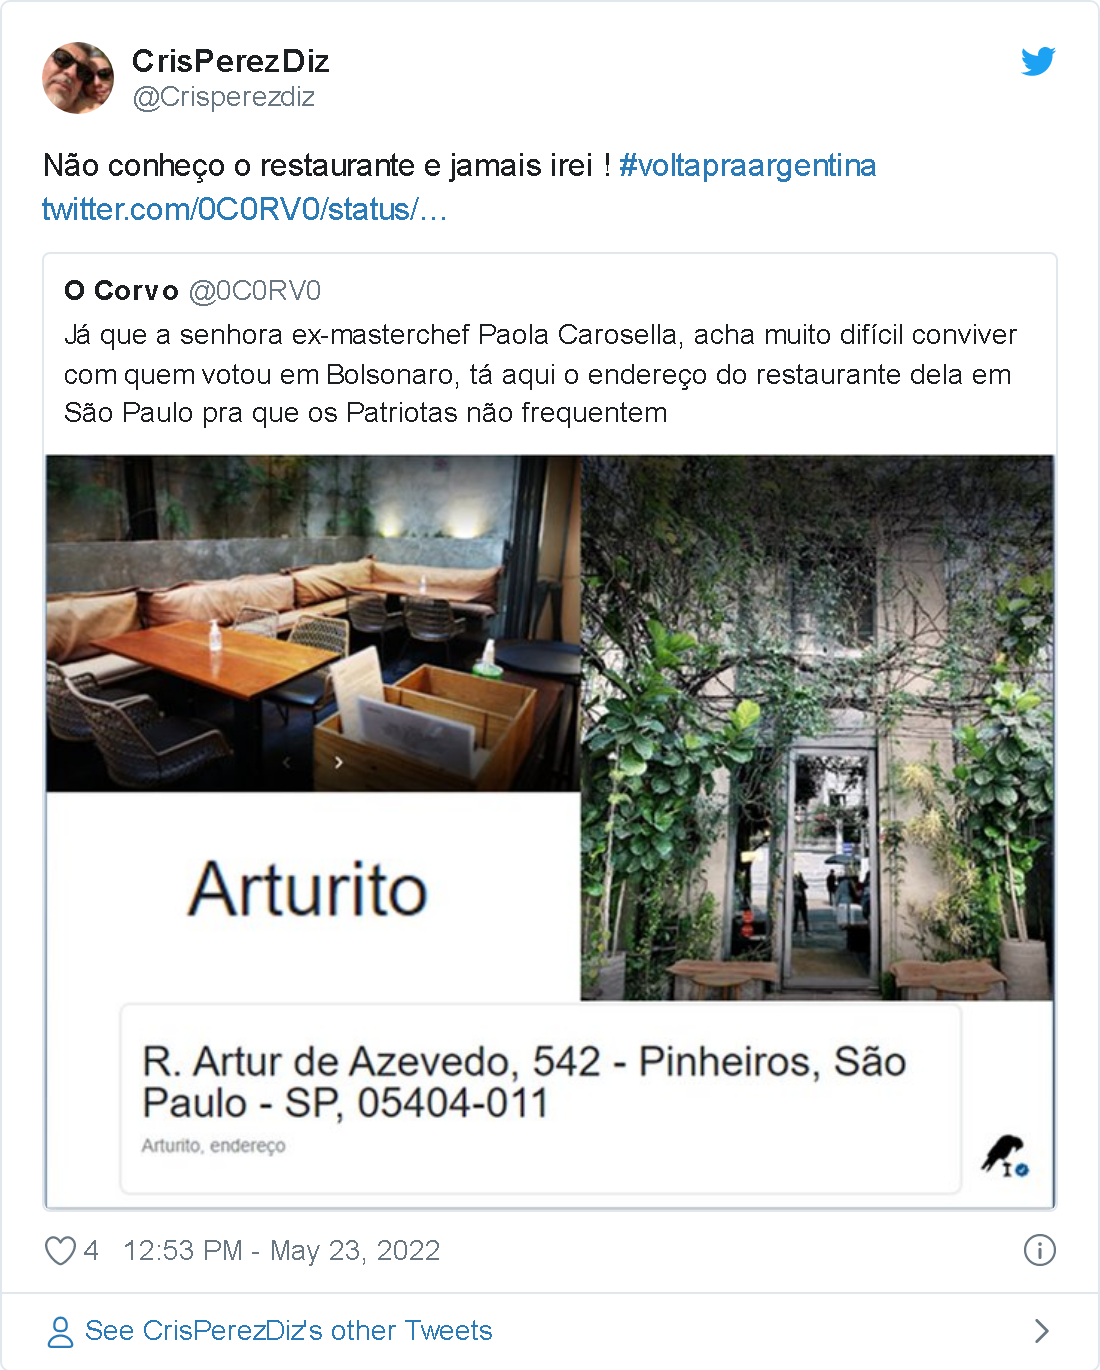 CrisPerezDiz
@Crisperezdiz
Não conheço o restaurante e jamais irei ! #voltapraargentina
twitter.com/0C0RV0/status/…
O Corvo @0C0RV0
Já que a senhora ex-masterchef Paola Carosella, acha muito difícil conviver
com quem votou em Bolsonaro, tá aqui o endereço do restaurante dela em
São Paulo pra que os Patriotas não frequentem
Arturito
R. Artur de Azevedo, 542 - Pinheiros, São
Paulo - SP, 05404-011
Arturito, endereço
4 12:53 PM - May 23, 2022
See CrisPerezDiz's other Tweets